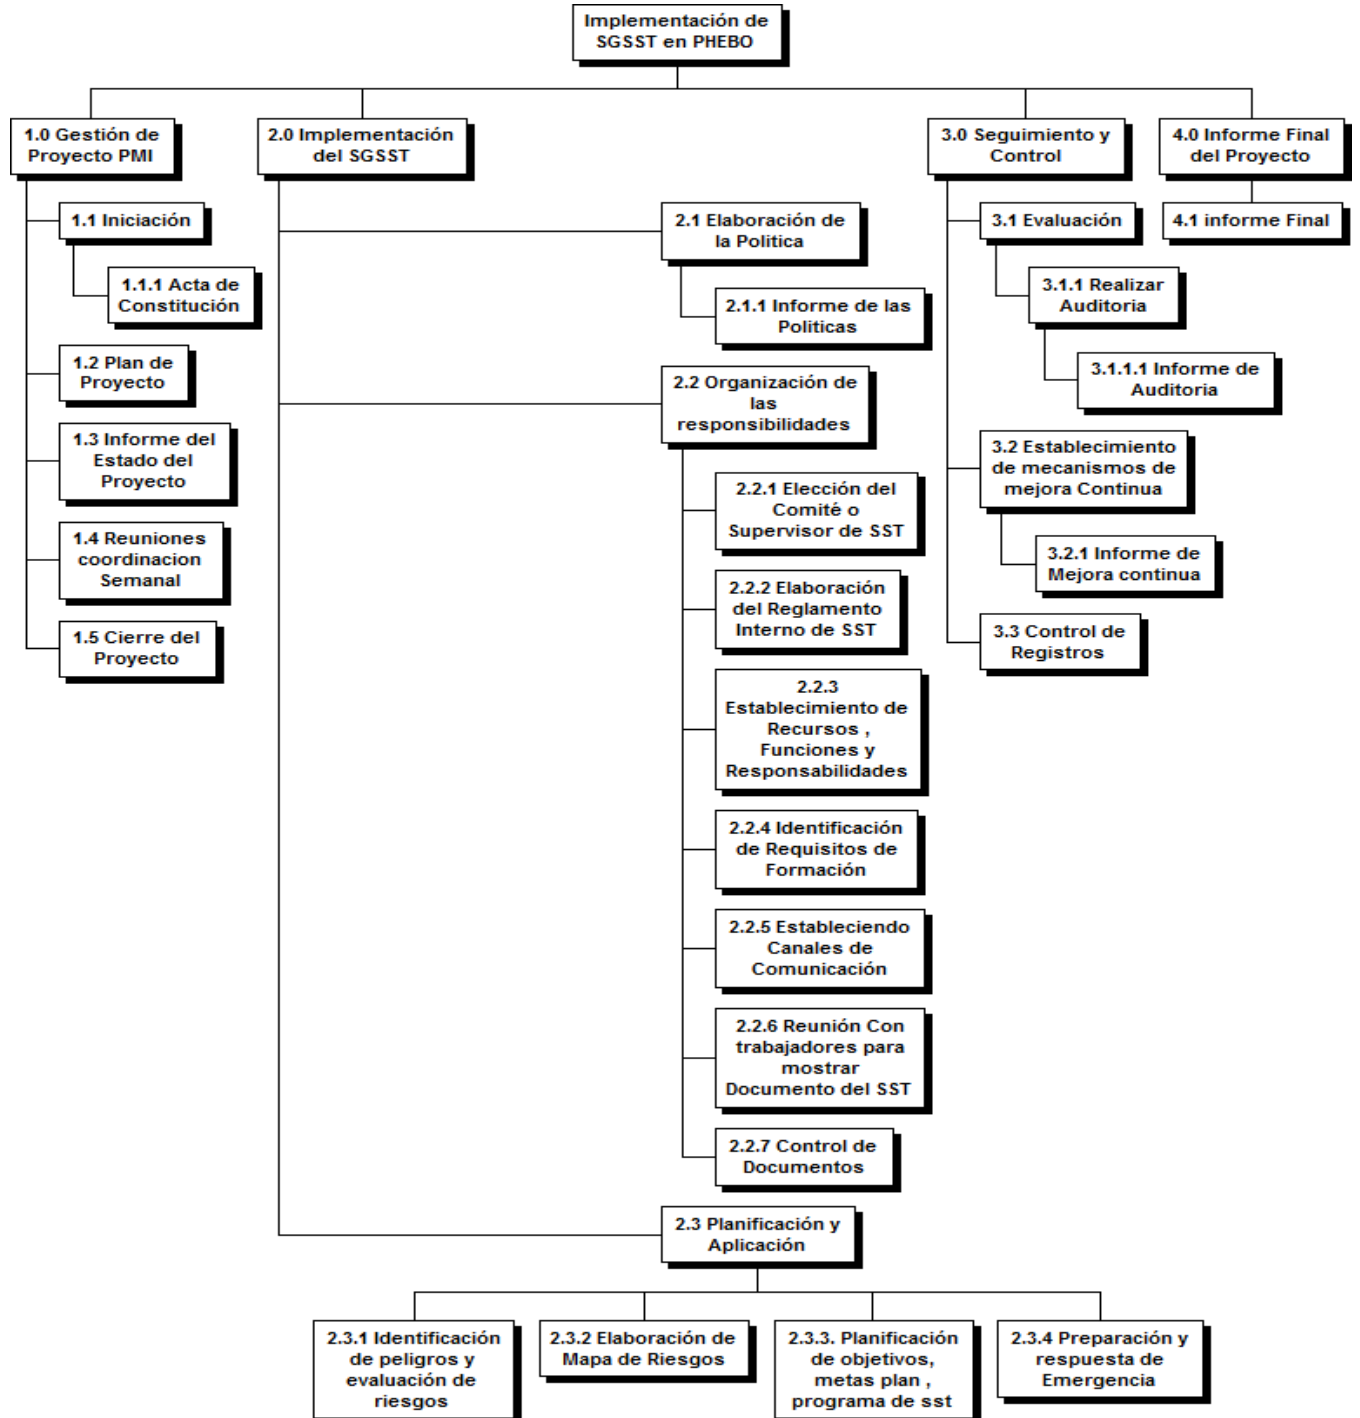 Implementación de
SGSST en PHEBO
1.0 Gestión de
Proyecto PMI
1.1 Iniciación
1.1.1 Acta de
Constitución
1.2 Plan de
Proyecto
1.3 Informe del
Estado del
Proyecto
1.4 Reuniones
coordinacion
Semanal
1.5 Cierre del
Proyecto
2.0 Implementación
del SGSST
2.1 Elaboración de
la Politica
2.1.1 Informe de las
Politicas
2.2 Organización de
las
responsibilidades
2.2.1 Elección del
Comité o
Supervisor de SST
2.2.2 Elaboración
del Reglamento
Interno de SST
2.2.3
Establecimiento de
Recursos ,
Funciones y
Responsabilidades
2.2.4 Identificación
de Requisitos de
Formación
2.2.5 Estableciendo
Canales de
Comunicación
2.2.6 Reunión Con
trabajadores para
mostrar
Documento del SST
2.2.7 Control de
Documentos
2.3 Planificación y
Aplicación
2.3.1 Identificación
de peligros y
evaluación de
riesgos
2.3.2 Elaboración de
Mapa de Riesgos
2.3.3. Planificación
de objetivos,
metas plan ,
programa de sst
2.3.4 Preparación y
respuesta de
Emergencia
3.0 Seguimiento y
Control
3.1 Evaluación
3.1.1 Realizar
Auditoria
3.1.1.1 Informe de
Auditoria
3.2 Establecimiento
de mecanismos de
mejora Continua
3.2.1 Informe de
Mejora continua
3.3 Control de
Registros
4.0 Informe Final
del Proyecto
4.1 informe Final